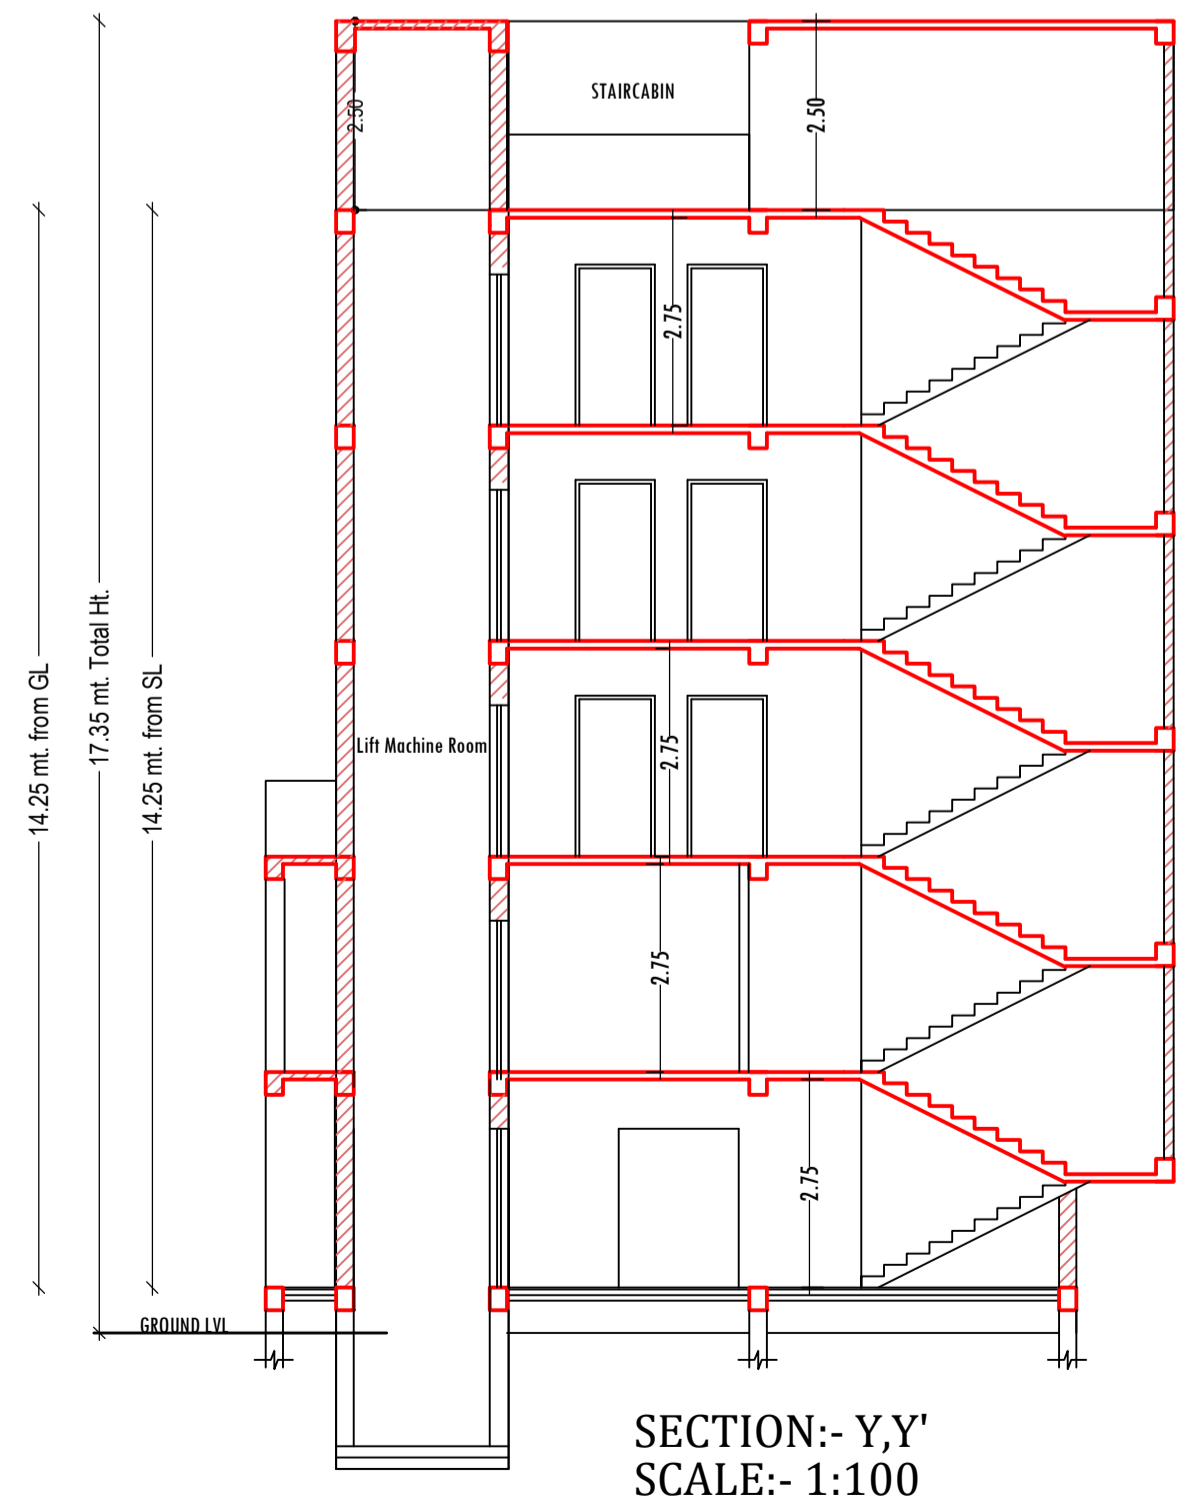 STAIRCABIN
2.50
2.50
2.75
14.25 mt. from GL
17.35 mt. Total Ht.
14.25 mt. from SL
Lift Machine Room
2.75
2.75
2.75
GROUND LVL
SECTION:- Y,Y'
SCALE:- 1:100